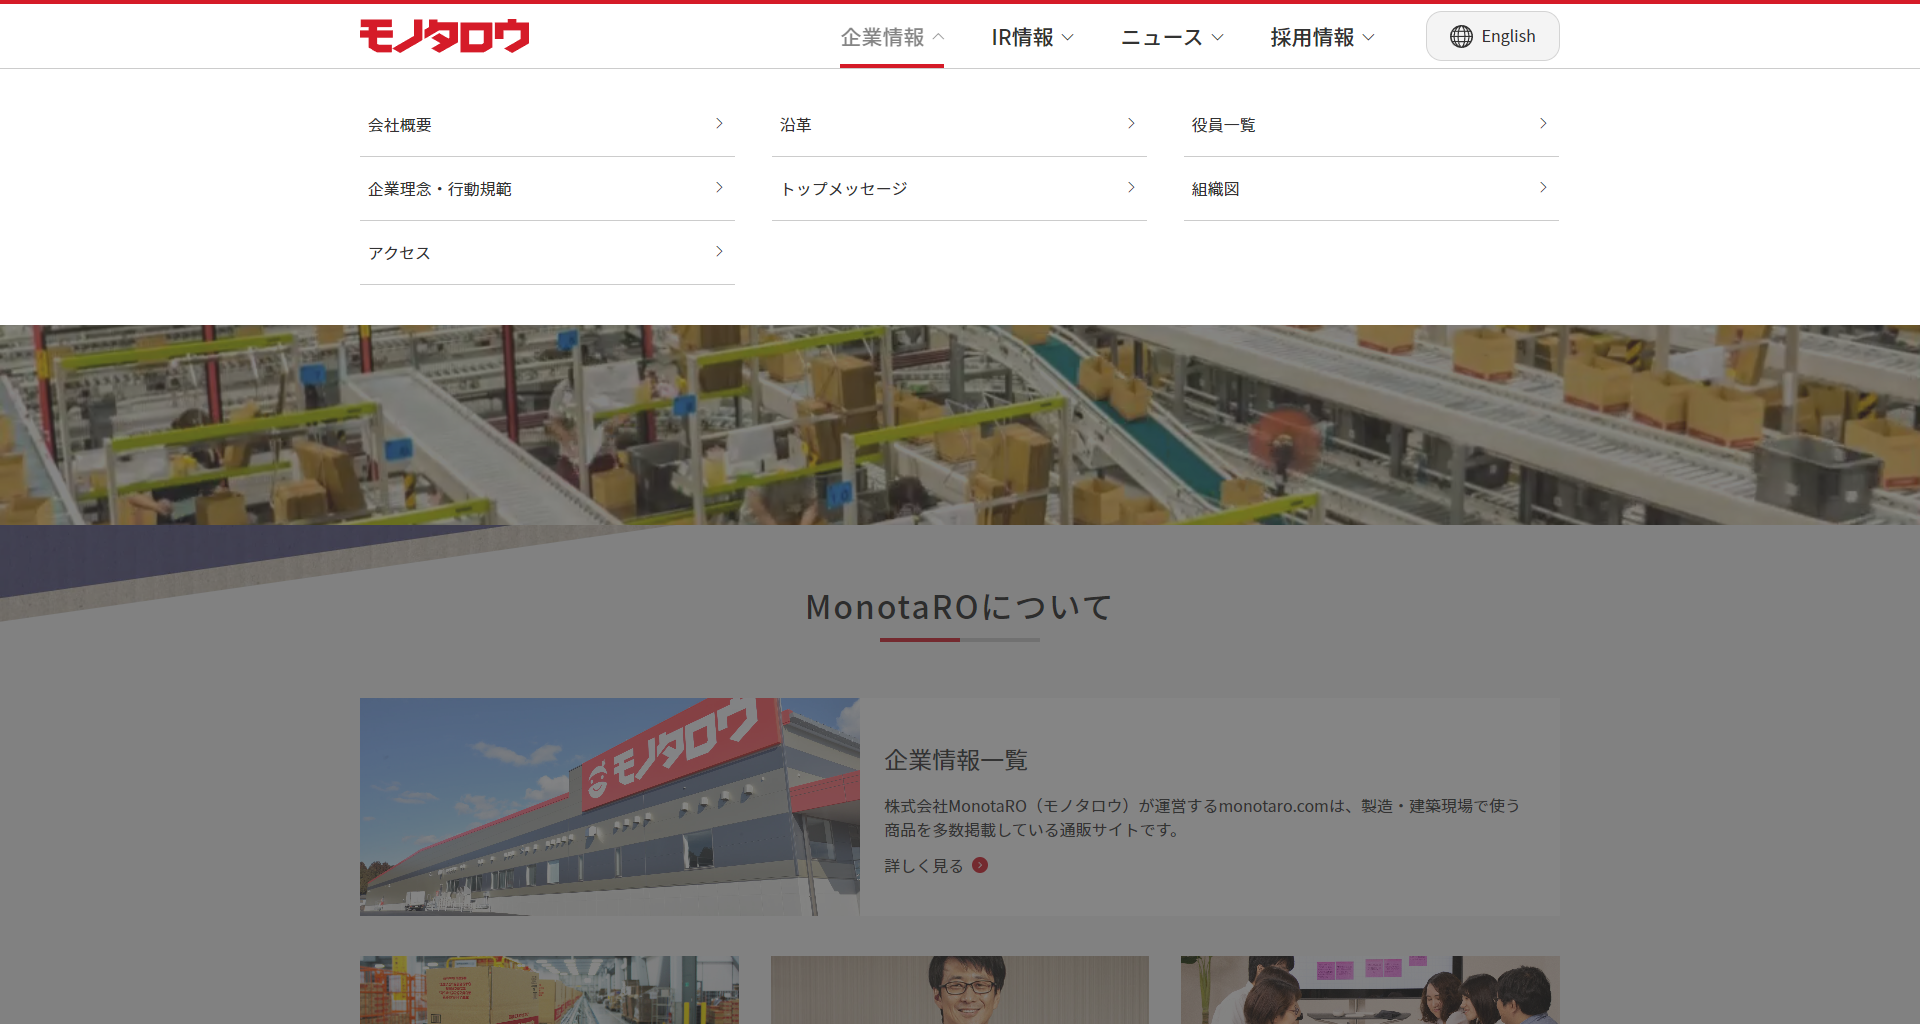 モノタロウ
企業情報
IR情報
ニュース
採用情報
English
会社概要
沿革
役員一覧
企業理念・行動規範
トップメッセージ
組織図
アクセス
10
MonotaROについて
モノタロウ
企業情報一覧
株式会社MonotaRO（モノタロウ）が運営するmonotaro.comは、製造・建築現場で使う
商品を多数掲載している通販サイトです。
詳しく見る